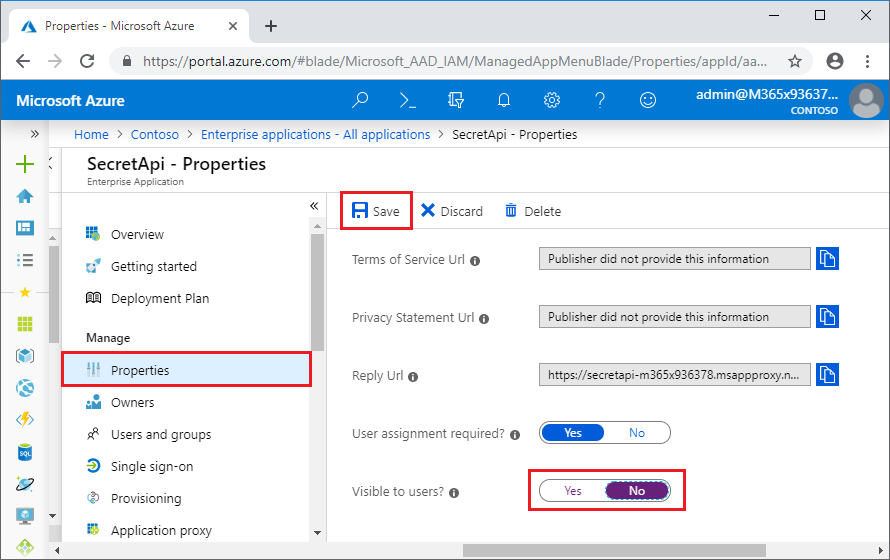 Properties - Microsoft Azure
https://portal.azure.com/#blade/Microsoft_AAD_IAM/ManagedAppMenuBlade/Properties/appId/aa...
Microsoft Azure
admin@M365x93637...
CONTOSO
Home > Contoso > Enterprise applications - All applications > SecretApi - Properties
SecretApi - Properties
Enterprise Application
Save
Discard
Delete
Overview
Getting started
Deployment Plan
Manage
Properties
Owners
Users and groups
Single sign-on
Provisioning
Application proxy
Terms of Service Url
Publisher did not provide this information
Privacy Statement Url
Publisher did not provide this information
Reply Url
https://secretapi-m365x936378.msappproxy.n...
User assignment required?
Yes No
Visible to users?
Yes No
SQL